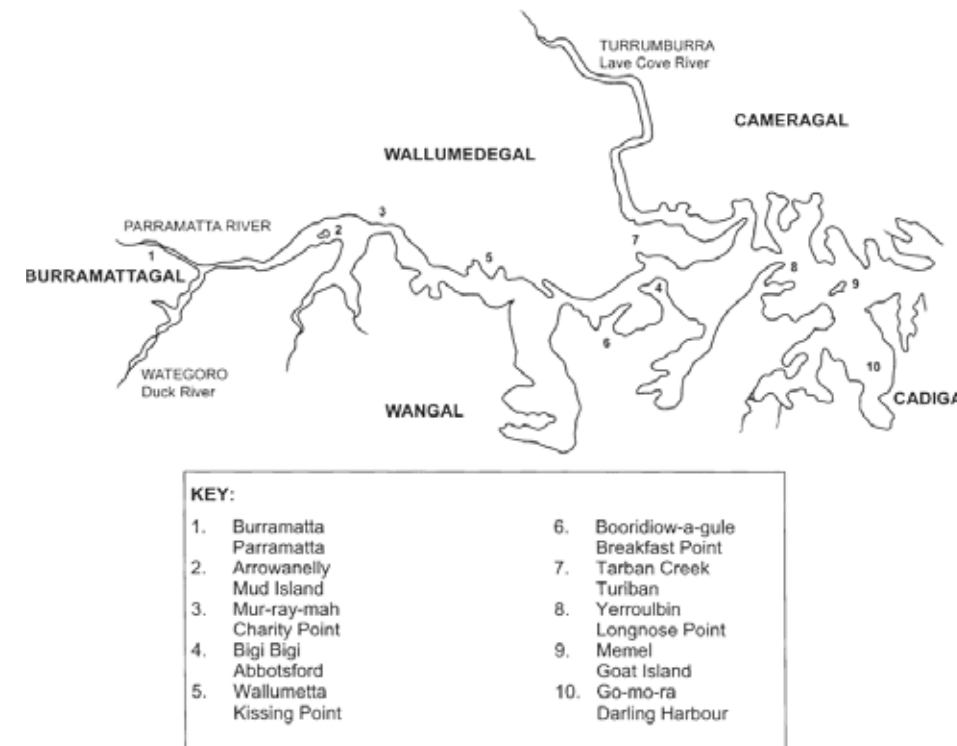 TURRUMBURRA
Lave Cove River
CAMERAGAL
WALLUMEDEGAL
3
PARRAMATTA RIVER
2
1
7
5
8
BURRAMATTAGAL
4
9
6
WATEGORO
Duck River
10
WANGAL
CADIGA
KEY:
1. Burramatta
Parramatta
2. Arrowanelly
Mud Island
3. Mur-ray-mah
Charity Point
4. Bigi Bigi
Abbotsford
5. Wallumetta
Kissing Point
6. Booridiow-a-gule
Breakfast Point
7. Tarban Creek
Turiban
8. Yerroulbin
Longnose Point
9. Memel
Goat Island
10. Go-mo-ra
Darling Harbour